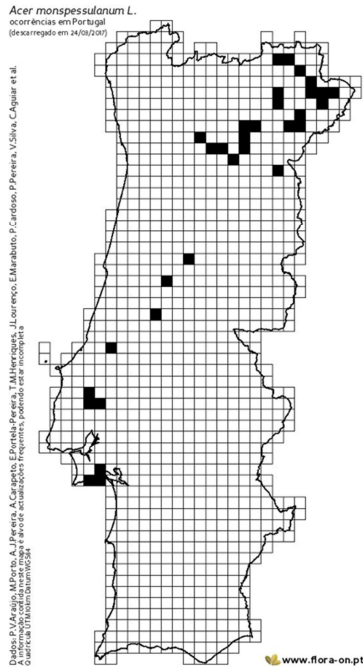 Acer monspessulanum L.
ocorrências em Portugal
(descarregado em 24/03/2017)
Dados: P.V.Araújo, M.Porto, A.J.Pereira, A.Carapeto, E.Portela-Pereira, T.M.Henriques, J.Lourenço, E.Marabuto, P.Cardoso, P.Pereira, V.Silva, C.Aguiar et al.
A informação contida neste mapa é alvo de actualizações frequentes, podendo estar incompleta
Quadrícula UTM 10km Datum WGS84
www.flora-on.pt